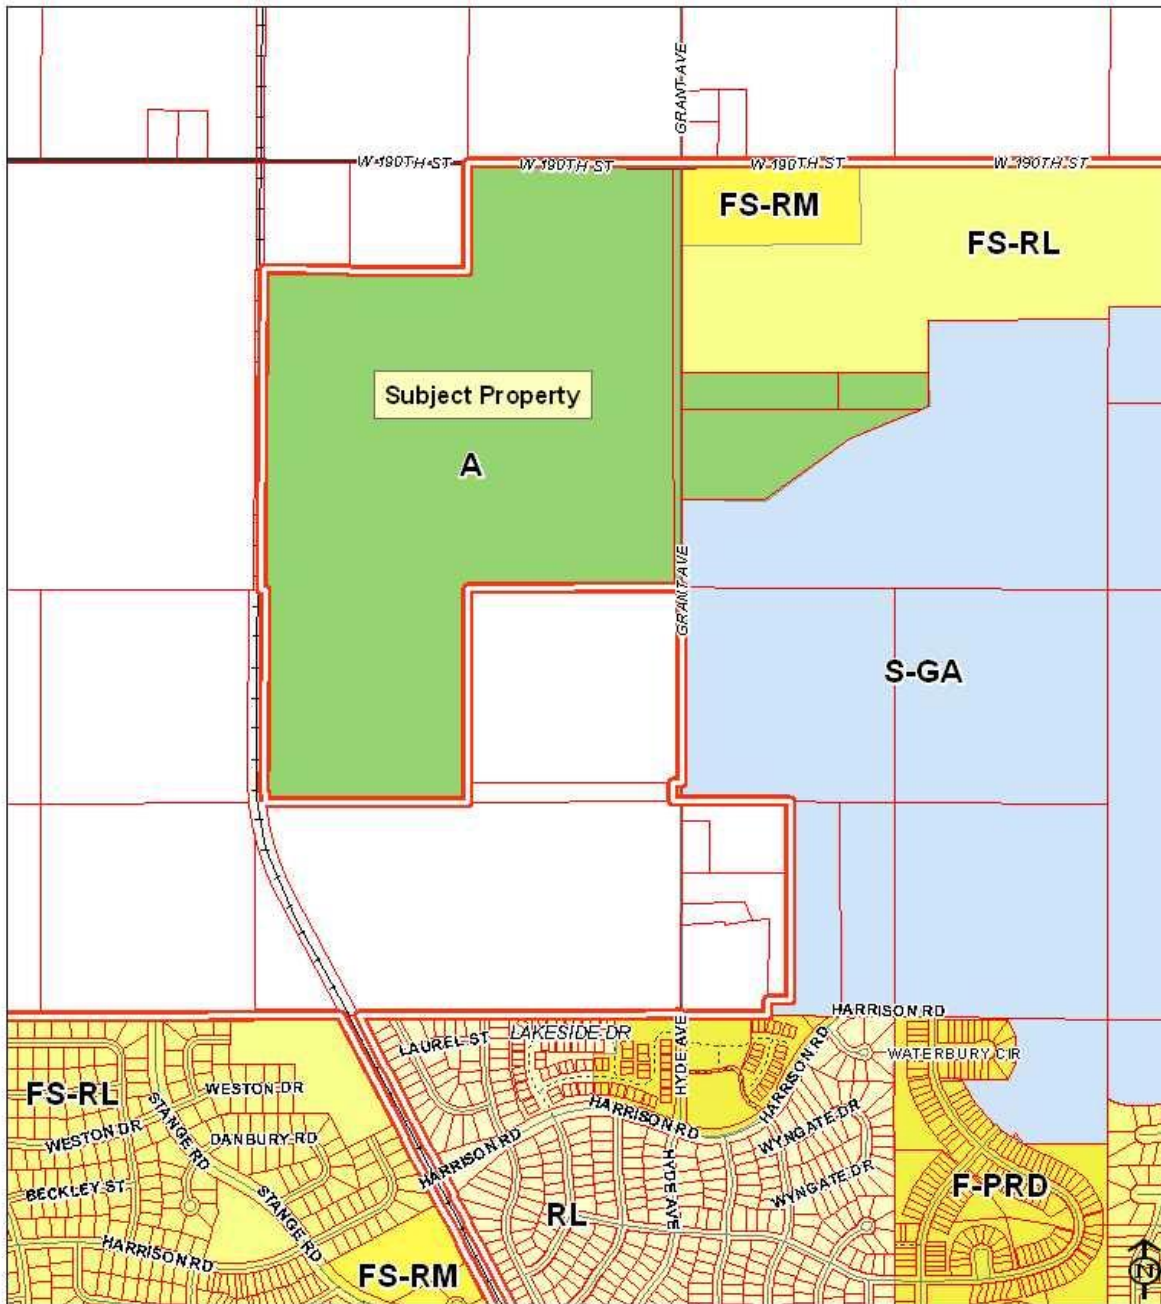 GRANT AVE
W 190TH ST
W 190TH ST
W 190TH ST
W 190TH ST
FS-RM
FS-RL
Subject Property
A
GRANT AVE
S-GA
HARRISON RD
LAKESIDE DR
LAUREL ST
HYDE AVE
HARRISON RD
WATERBURY CIR
FS-RL
WESTON DR
WESTON DR
STANGE RD
DANBURY RD
HARRISON RD
HARRISON RD
WYNGATE DR
WYNGATE DR
BECKLEY ST
STANGE RD
HYDE AVE
RL
F-PRD
HARRISON RD
FS-RM
N